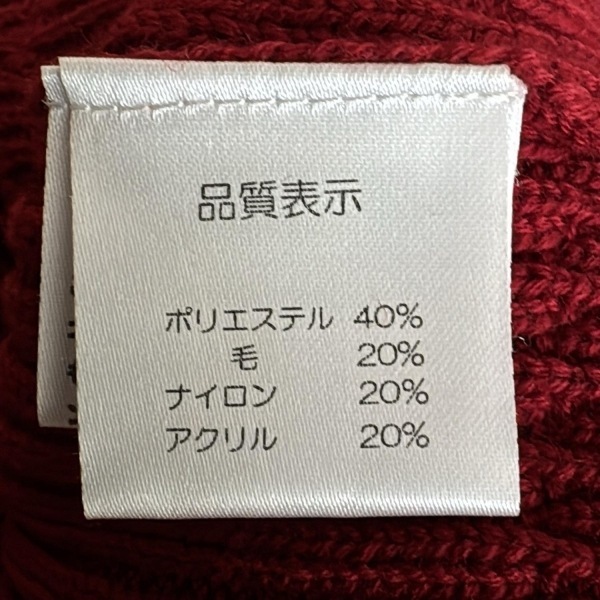 品質表示
ポリエステル 40%
毛 20%
ナイロン 20%
アクリル 20%